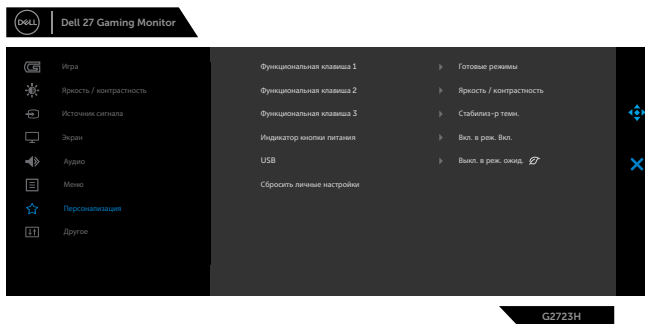 DELL
Dell 27 Gaming Monitor
Игра
Функциональная клавиша 1
Готовые режимы
Яркость / контрастность
Функциональная клавиша 2
Яркость / контрастность
Источник сигнала
Функциональная клавиша 3
Стабилиз-р темн.
Экран
Индикатор кнопки питания
Вкл. в реж. Вкл.
Аудио
USB
Выкл. в реж. ожид.
Меню
Сбросить личные настройки
Персонализация
Другое
G2723H